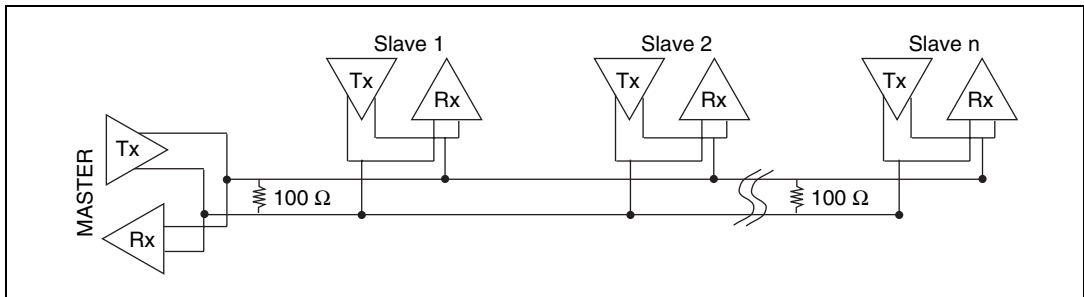 Slave 1
Slave 2
Slave n
Tx
Rx
Tx
Rx
Tx
Rx
MASTER
Tx
Rx
100 Ω
100 Ω